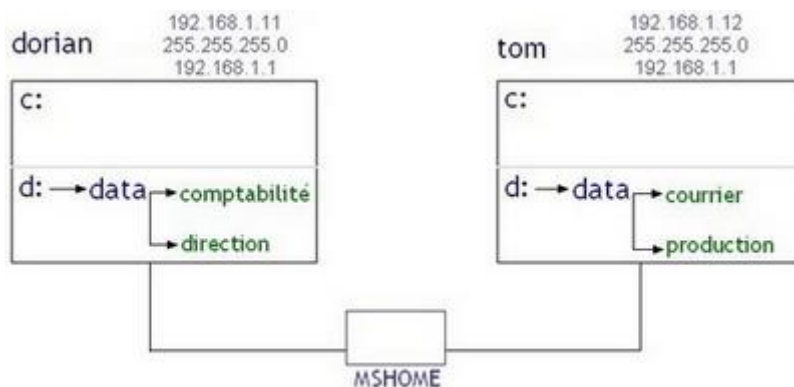 dorian
192.168.1.11
255.255.255.0
192.168.1.1
c:
d: data comptabilité
direction
tom
192.168.1.12
255.255.255.0
192.168.1.1
c:
d: data courrier
production
MSHOME